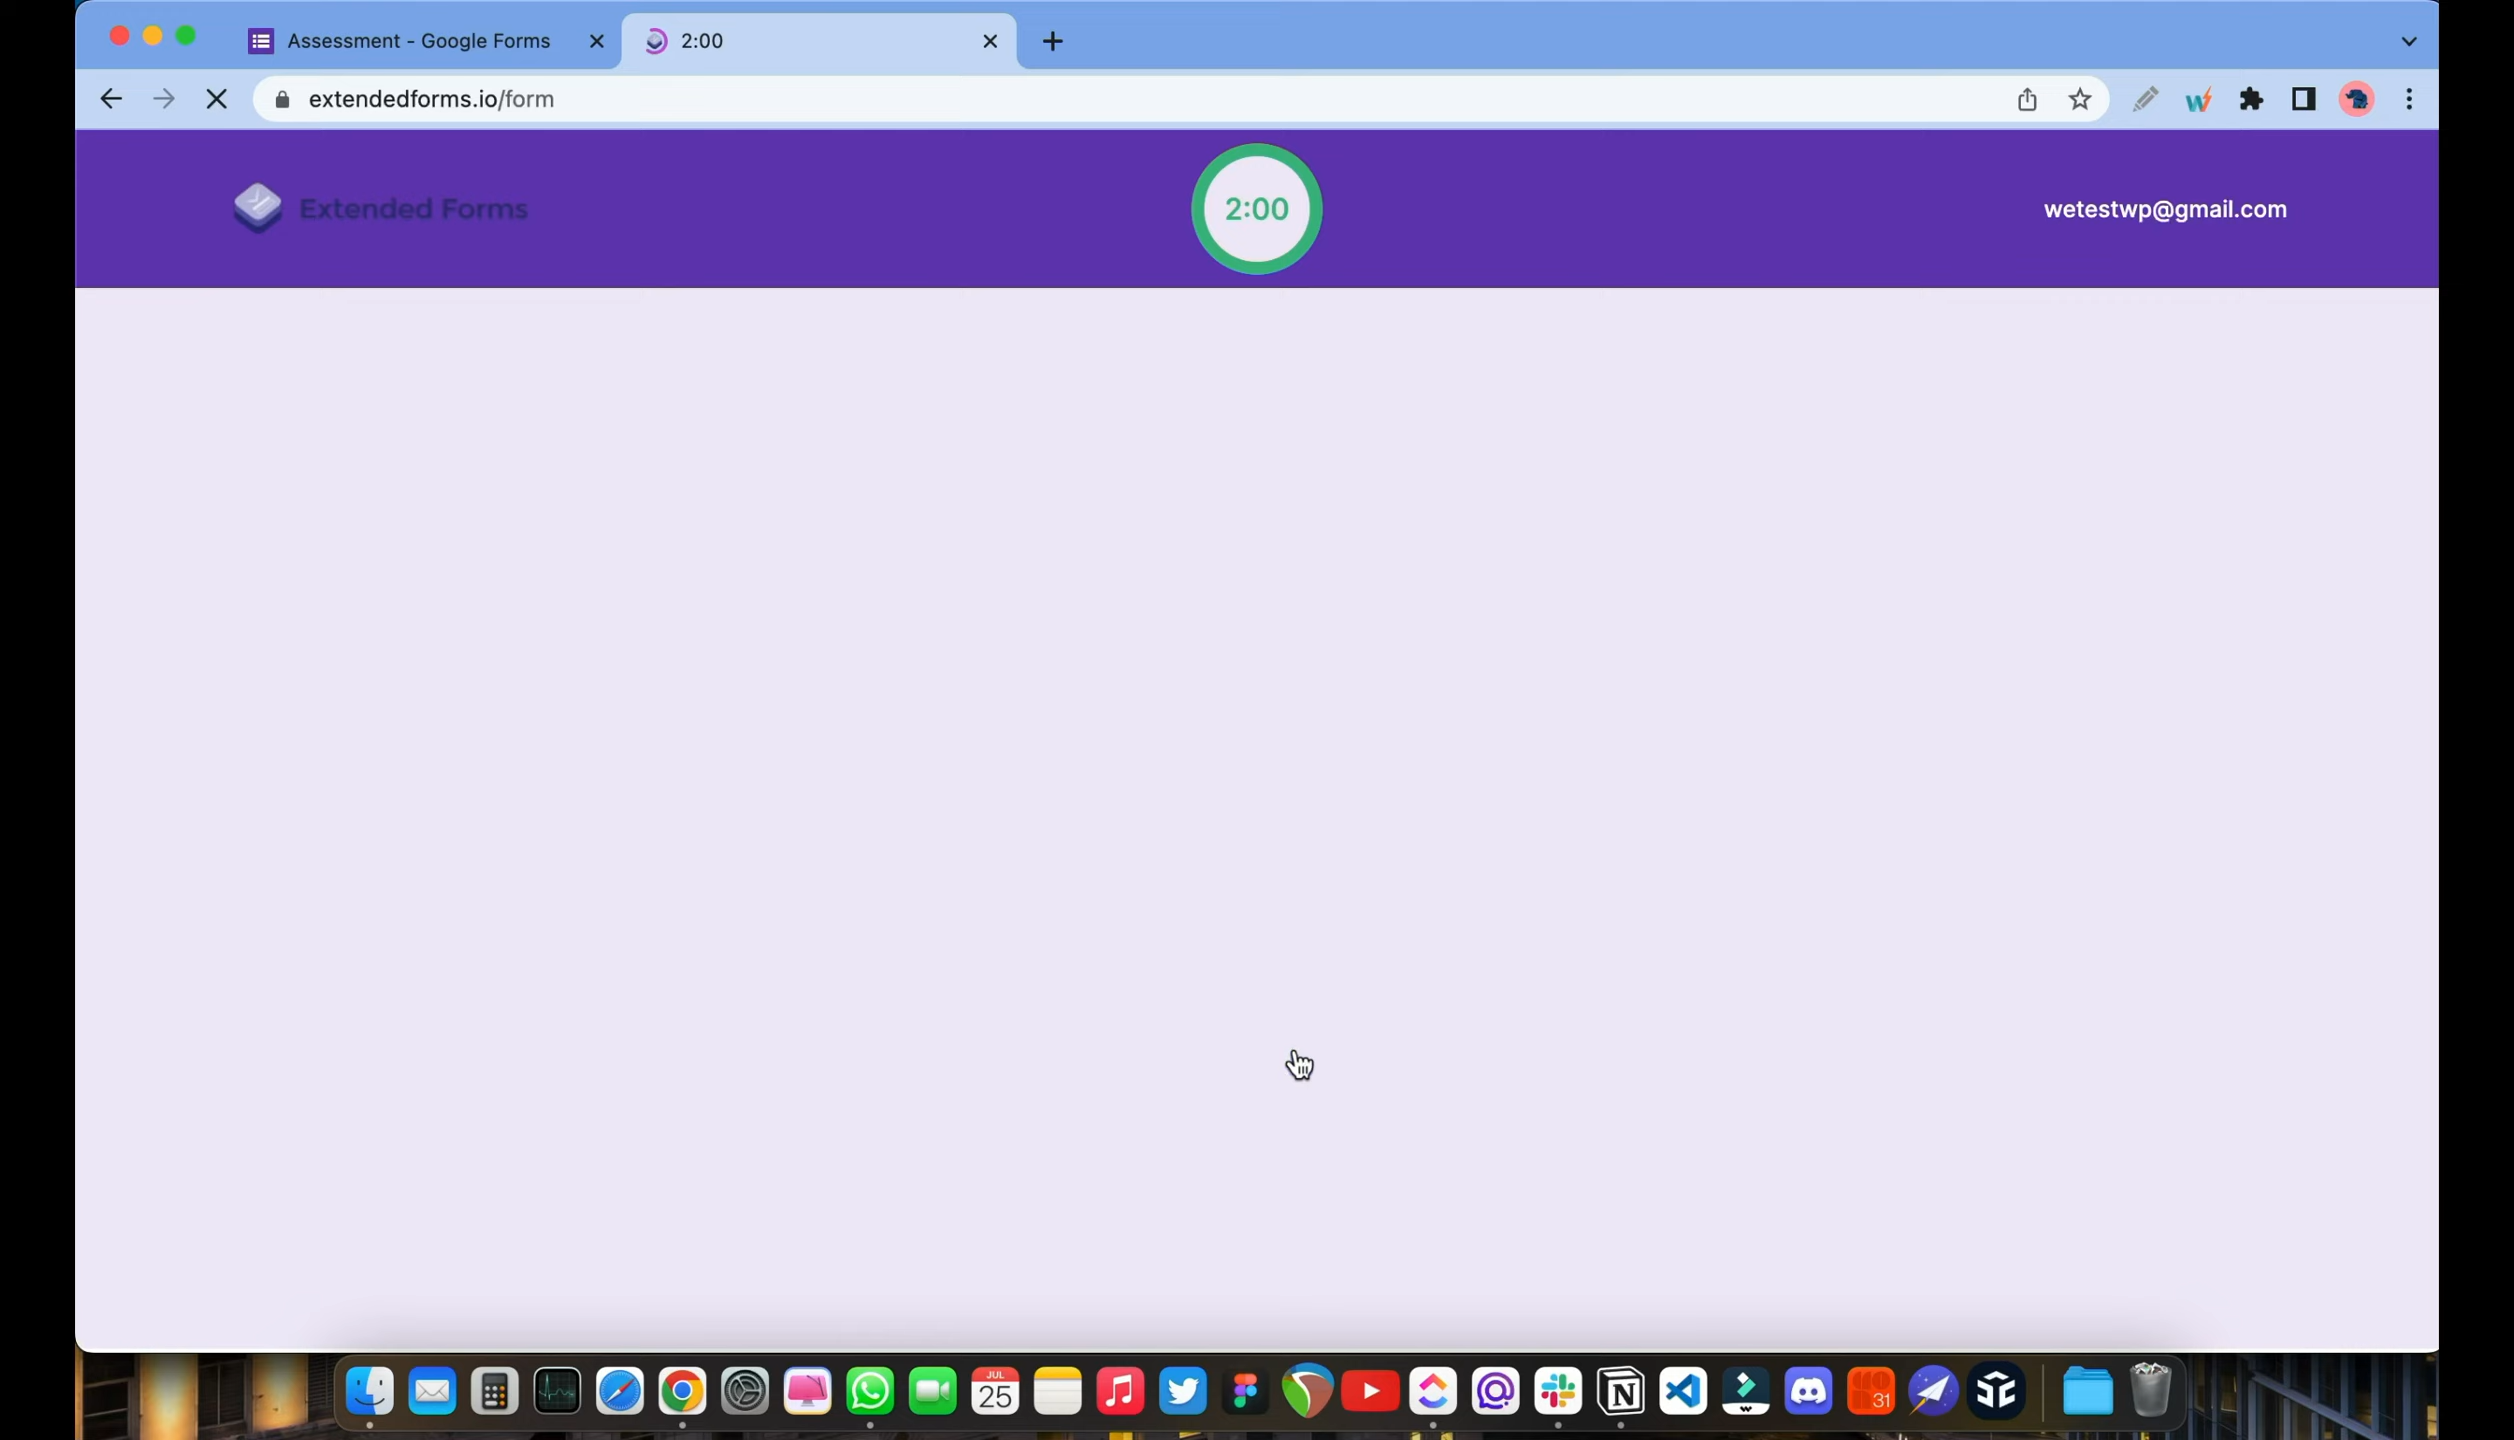 Assessment - Google Forms
2:00
extendedforms.io/form
Extended Forms
2:00
wetestwp@gmail.com
JUL
25
31